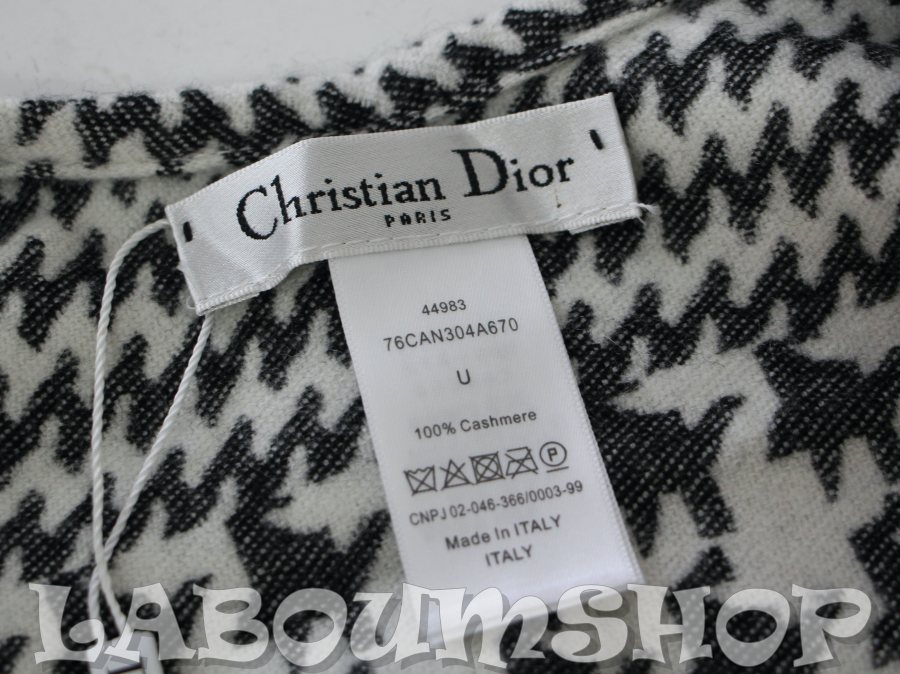 Christian Dior
PARIS
44983
76CAN304A670
U
100% Cashmere
P
CNPJ 02-046-366/0003-99
Made In ITALY
ITALY
LABOUMSHOP